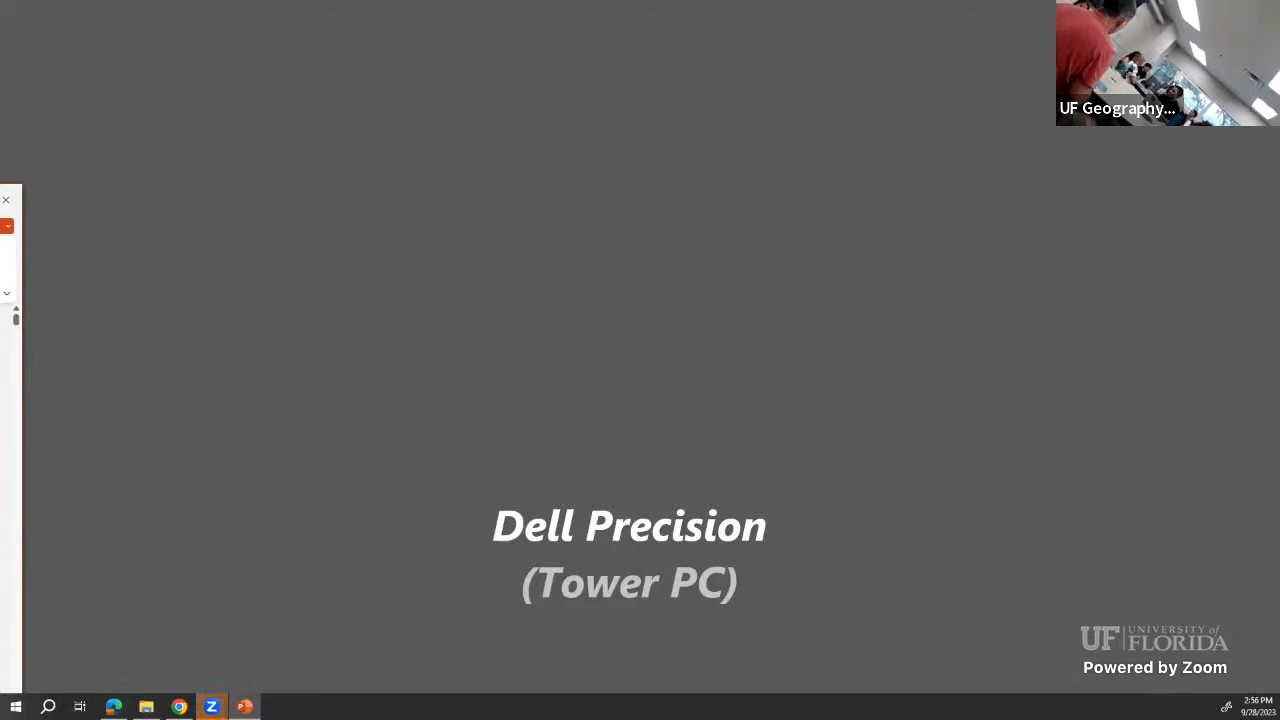 UF Geography...
Dell Precision
(Tower PC)
UF UNIVERSITY of
FLORIDA
Powered by Zoom
2:56 PM
9/28/2023